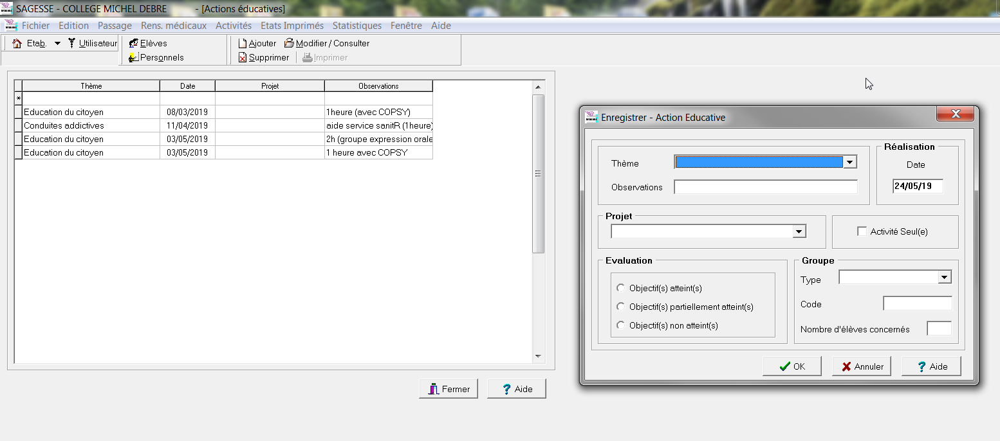 SAGESSE - COLLEGE MICHEL DEBRE - [Actions éducatives]
Fichier Edition Passage Rens. médicaux Activités Etats Imprimés Statistiques Fenêtre Aide
Etab. Utilisateur Elèves Ajouter Modifier / Consulter
Personnels Supprimer Imprimer
Thème Date Projet Observations
*
Education du citoyen 08/03/2019 1heure (avec COPSY)
Conduites addictives 11/04/2019 aide service sanitR (1heure)
Education du citoyen 03/05/2019 2h (groupe expression orale
Education du citoyen 03/05/2019 1 heure avec COPSY
Fermer ? Aide
Enregistrer - Action Educative
Thème
Observations
Réalisation
Date
24/05/19
Projet
Activité Seul(e)
Evaluation
Objectif(s) atteint(s)
Objectif(s) partiellement atteint(s)
Objectif(s) non atteint(s)
Groupe
Type
Code
Nombre d'élèves concernés
OK Annuler ? Aide